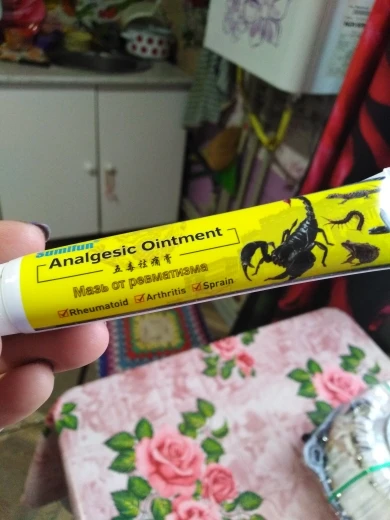 Sumifun
Analgesic Ointment
五毒祛痛膏
Мазь от ревматизма
Rheumatoid Arthritis Sprain